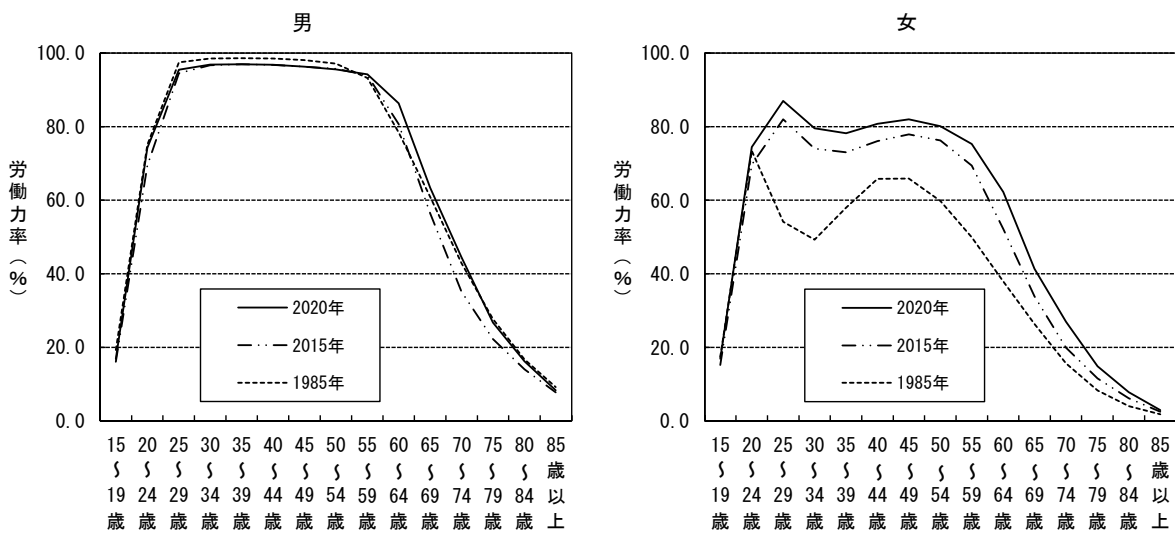 男
100.0
80.0
60.0
40.0
20.0
0.0
労働力率(%)
2020年
2015年
1985年
15~19歳
20~24歳
25~29歳
30~34歳
35~39歳
40~44歳
45~49歳
50~54歳
55~59歳
60~64歳
65~69歳
70~74歳
75~79歳
80~84歳
85歳以上
女
100.0
80.0
60.0
40.0
20.0
0.0
労働力率(%)
2020年
2015年
1985年
15~19歳
20~24歳
25~29歳
30~34歳
35~39歳
40~44歳
45~49歳
50~54歳
55~59歳
60~64歳
65~69歳
70~74歳
75~79歳
80~84歳
85歳以上